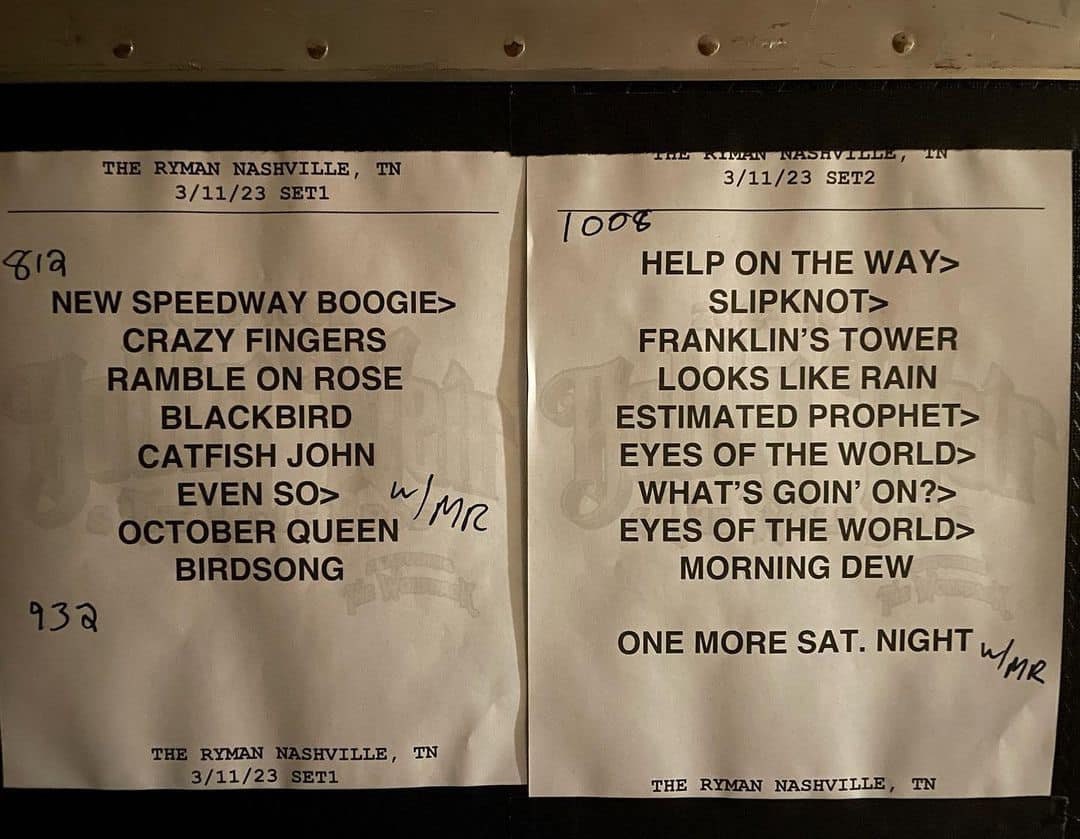 THE RYMAN NASHVILLE, TN
3/11/23 SET1
812
NEW SPEEDWAY BOOGIE>
CRAZY FINGERS
RAMBLE ON ROSE
BLACKBIRD
CATFISH JOHN
EVEN SO> w/MR
OCTOBER QUEEN
BIRDSONG
932
THE RYMAN NASHVILLE, TN
3/11/23 SET1
THE RYMAN NASHVILLE, TN
3/11/23 SET2
1008
HELP ON THE WAY>
SLIPKNOT>
FRANKLIN'S TOWER
LOOKS LIKE RAIN
ESTIMATED PROPHET>
EYES OF THE WORLD>
WHAT'S GOIN' ON?>
EYES OF THE WORLD>
MORNING DEW
ONE MORE SAT. NIGHT w/MR
THE RYMAN NASHVILLE, TN